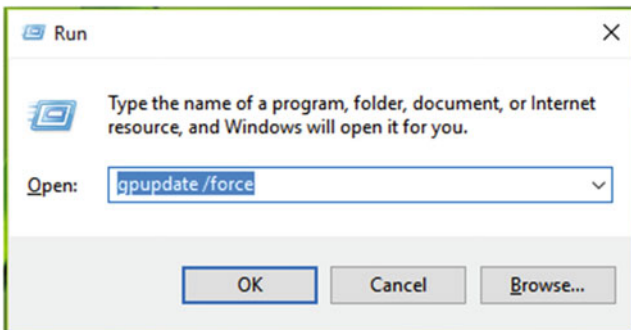 Run
Type the name of a program, folder, document, or Internet
resource, and Windows will open it for you.
Open: gpupdate /force
OK Cancel Browse...